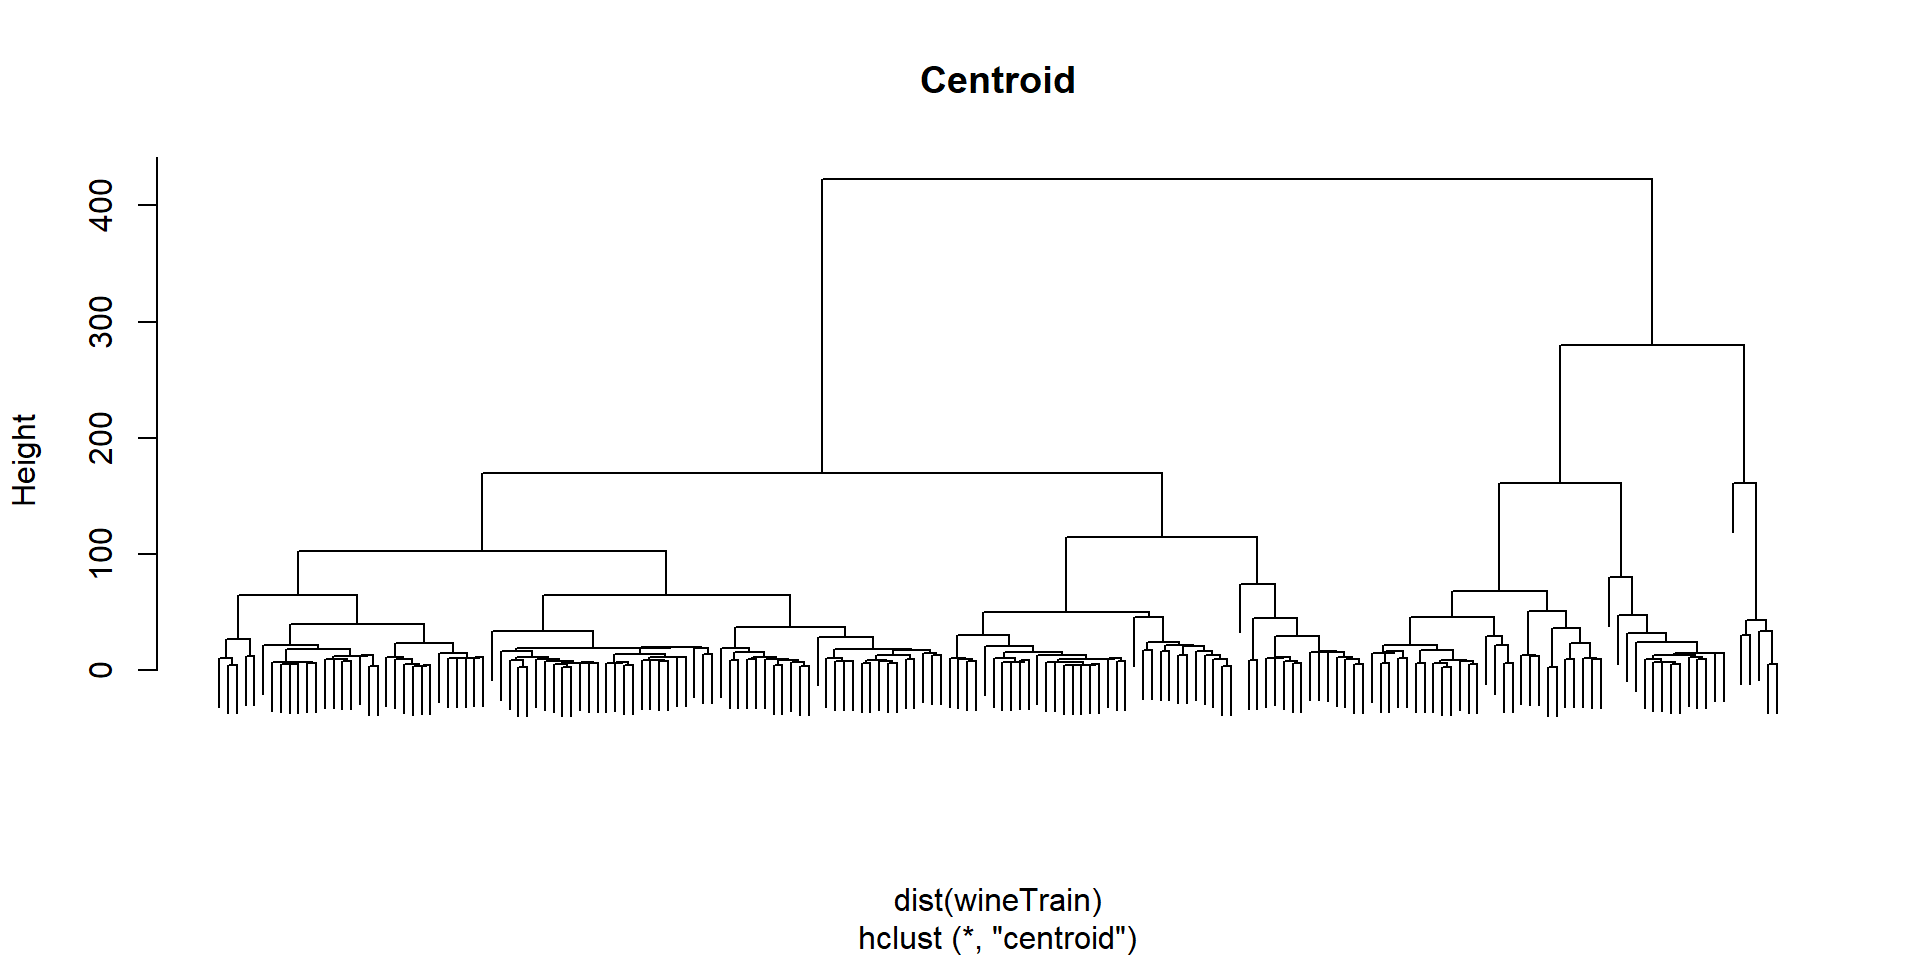 Centroid
Height
400
300
200
100
0
dist(wineTrain)
hclust (*, "centroid")